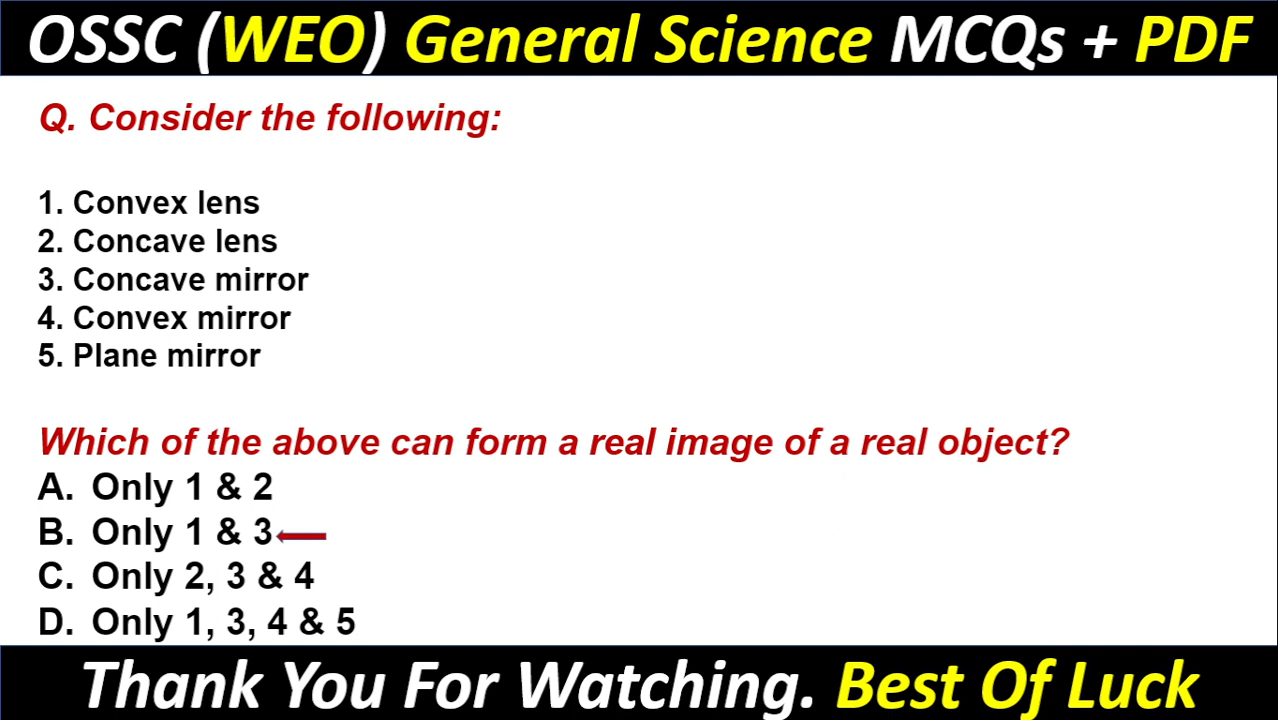 OSSC (WEO) General Science MCQs + PDF
Q. Consider the following:
1. Convex lens
2. Concave lens
3. Concave mirror
4. Convex mirror
5. Plane mirror
Which of the above can form a real image of a real object?
A. Only 1 & 2
B. Only 1 & 3
C. Only 2, 3 & 4
D. Only 1, 3, 4 & 5
Thank You For Watching. Best Of Luck